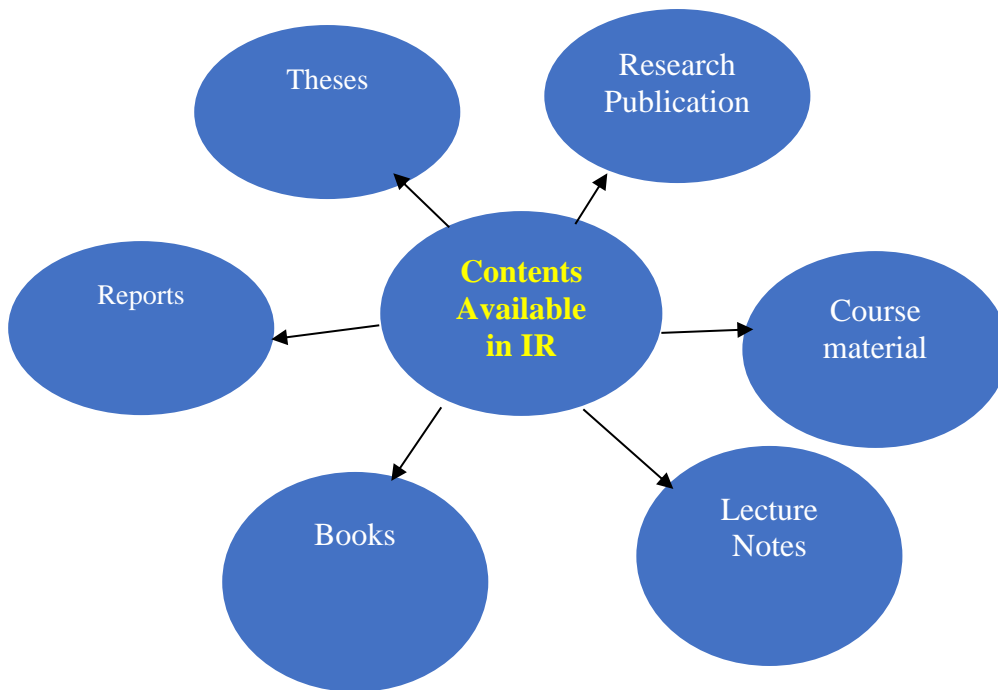 Theses
Research
Publication
Contents
Available
in IR
Reports
Course
material
Books
Lecture
Notes